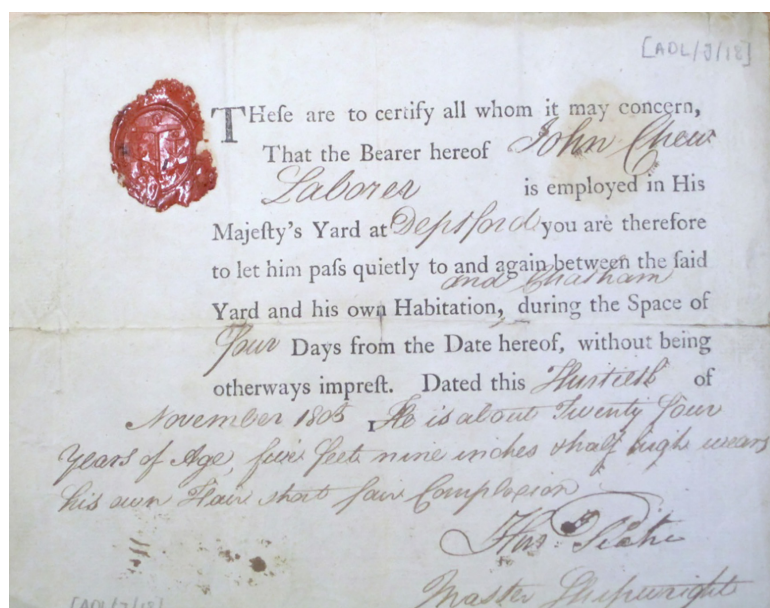 [ADL/J/18]
THeſe are to certify all whom it may concern,
That the Bearer hereof John Chew
Laborer is employed in His
Majeſty's Yard at Deptford you are therefore
to let him paſs quietly to and again between the ſaid
and Chatham
Yard and his own Habitation, during the Space of
Four Days from the Date hereof, without being
otherways impreſt. Dated this Thirtieth of
November 1805 He is about Twenty Four
Years of Age, five feet nine inches & half high wears
his own Hair short fair Complexion
Master Shipwright
[ADL/J/18]